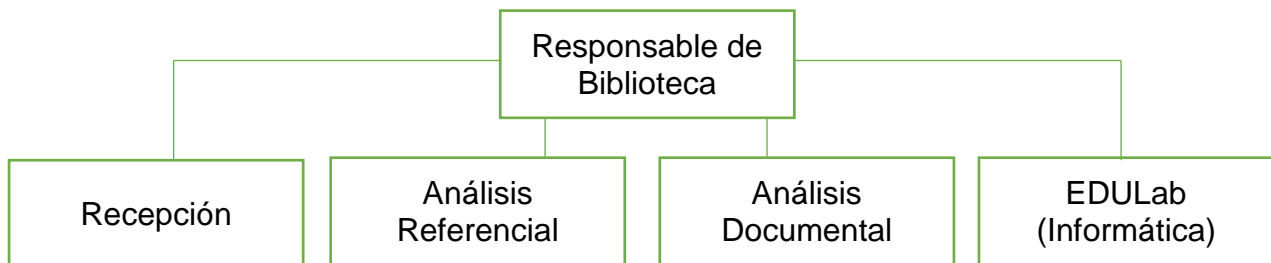 Responsable de
Biblioteca
Recepción
Análisis
Referencial
Análisis
Documental
EDULab
(Informática)